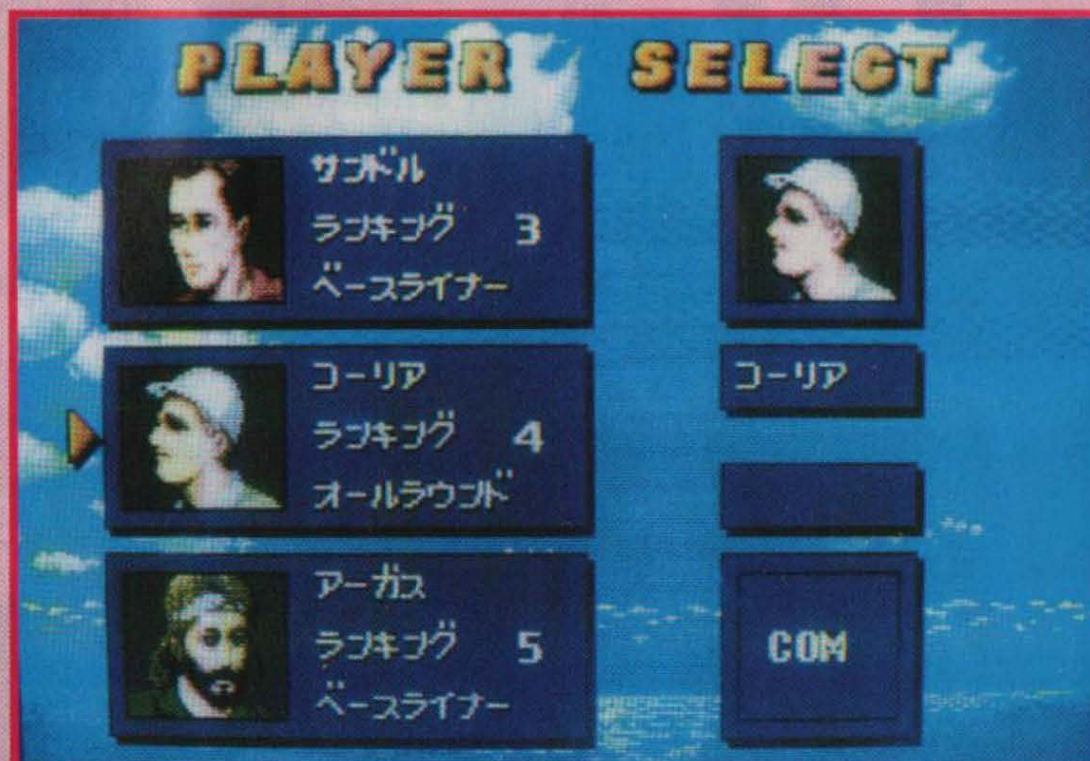 PLAYER SELECT
サンドル
ランキング 3
ベースライナー
コーリア
ランキング 4
オールラウンド
アーガス
ランキング 5
ベースライナー
コーリア
COM